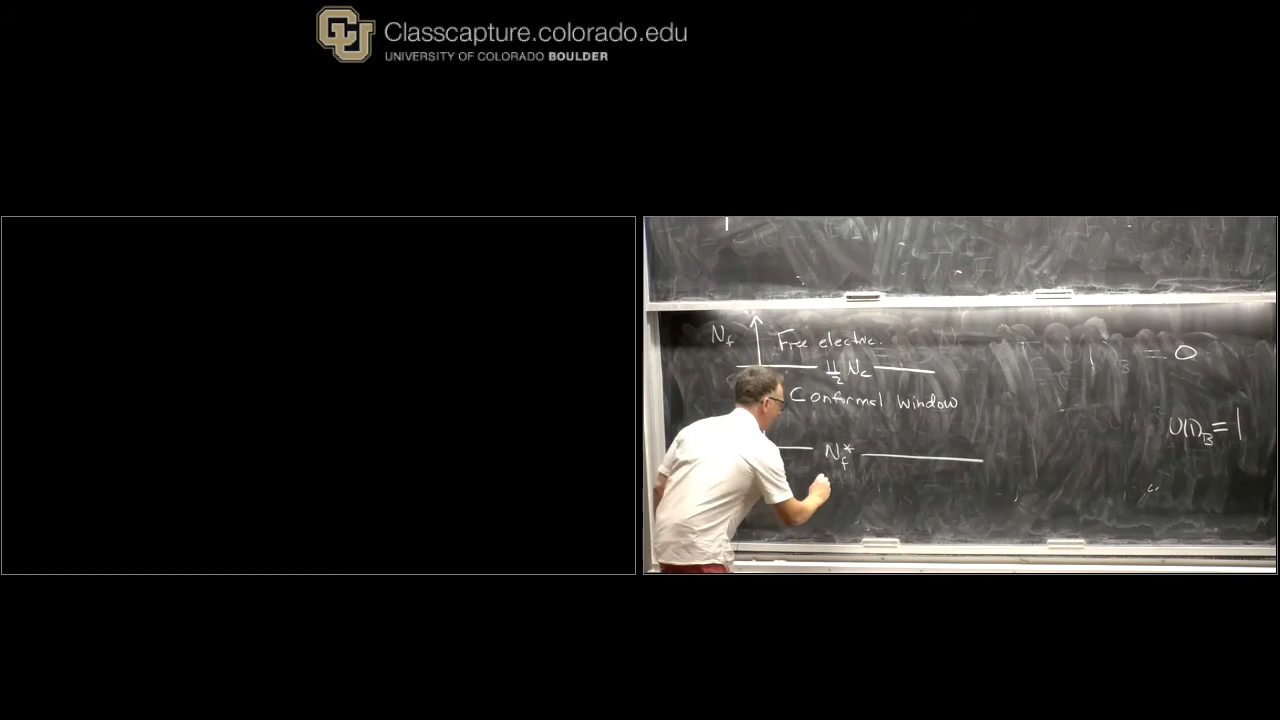 Classcapture.colorado.edu
UNIVERSITY OF COLORADO BOULDER
N_f Free electric.
11/2 N_c
Conformal window
N_f^*
= 0
U(1)_B = 1